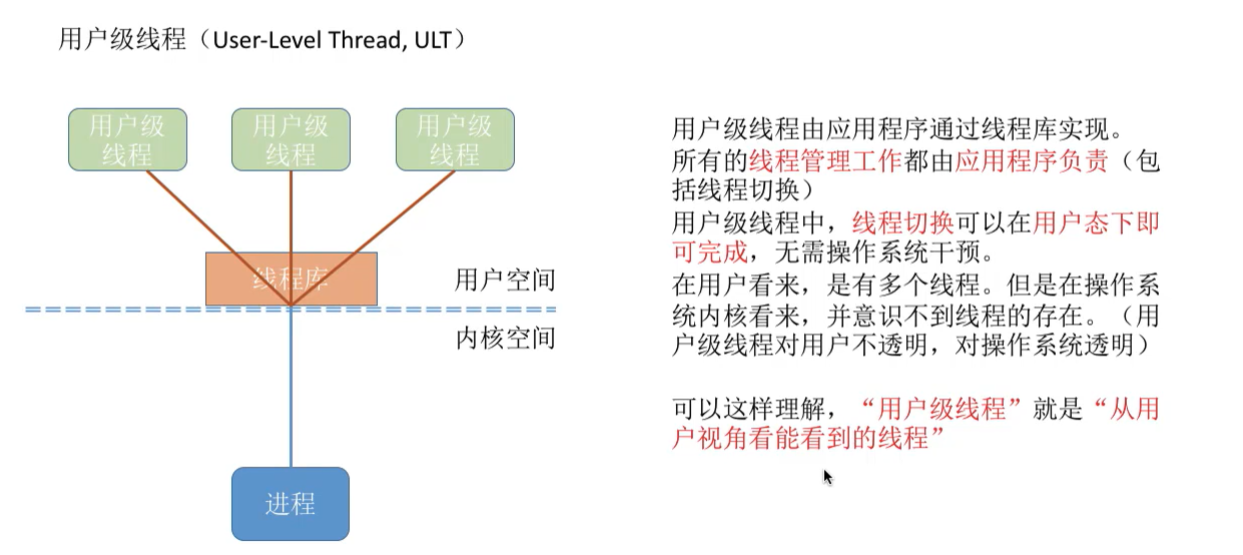 用户级线程（User-Level Thread, ULT）
用户级
线程
用户级
线程
用户级
线程
线程库
用户空间
内核空间
进程
用户级线程由应用程序通过线程库实现。
所有的线程管理工作都由应用程序负责（包
括线程切换）
用户级线程中，线程切换可以在用户态下即
可完成，无需操作系统干预。
在用户看来，是有多个线程。但是在操作系
统内核看来，并意识不到线程的存在。（用
户级线程对用户不透明，对操作系统透明）
可以这样理解，“用户级线程”就是“从用
户视角看能看到的线程”